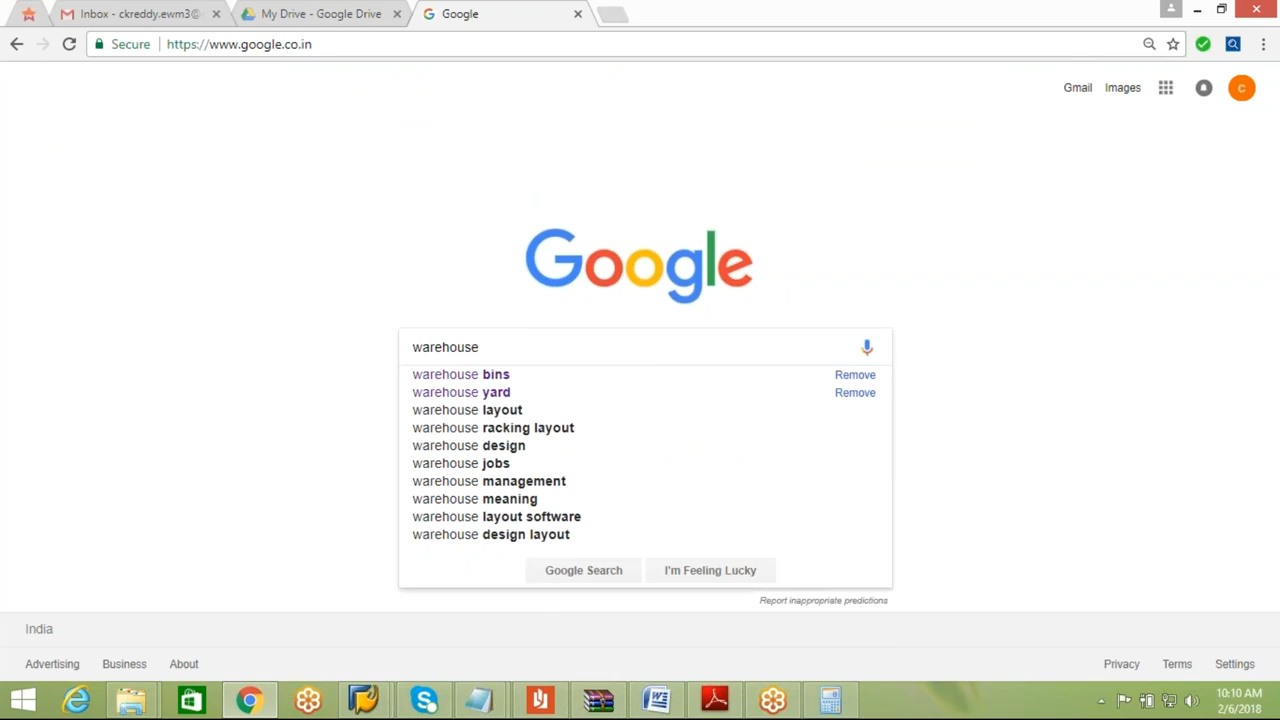 Inbox - ckreddy.ewm3@
My Drive - Google Drive
Google
Secure
https://www.google.co.in
Gmail
Images
C
Google
warehouse
warehouse bins
Remove
warehouse yard
Remove
warehouse layout
warehouse racking layout
warehouse design
warehouse jobs
warehouse management
warehouse meaning
warehouse layout software
warehouse design layout
Google Search
I'm Feeling Lucky
Report inappropriate predictions
India
Advertising
Business
About
Privacy
Terms
Settings
10:10 AM
2/6/2018